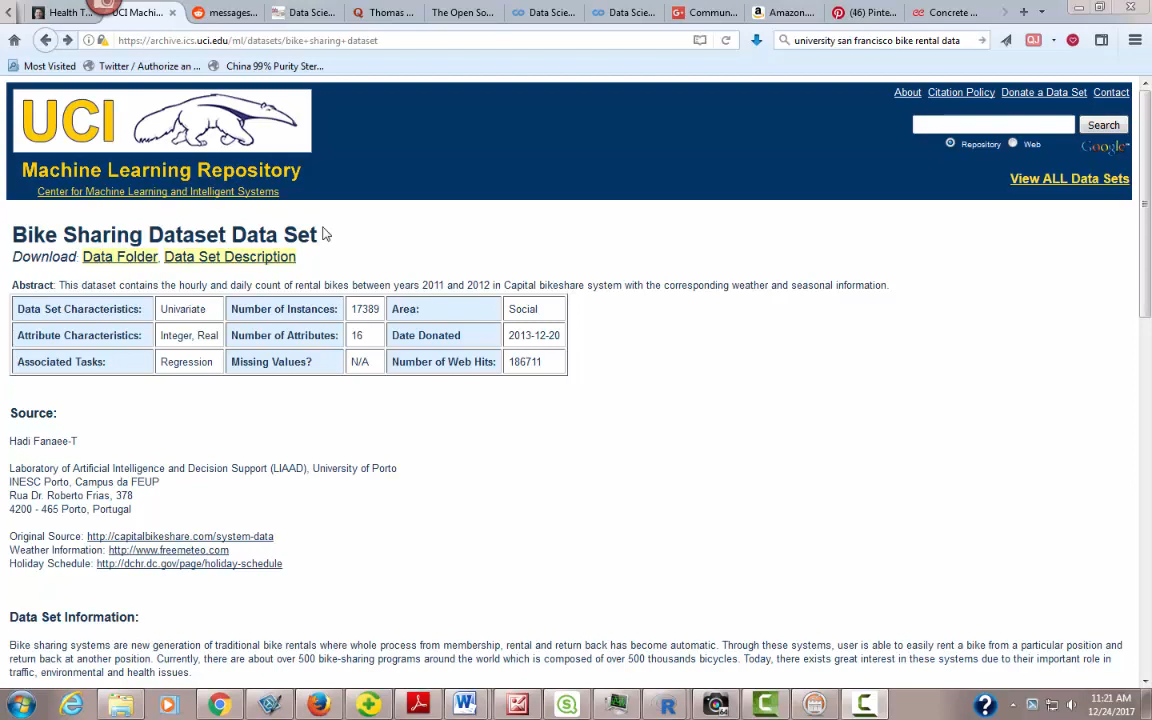 Health T...
UCI Machi...
messages...
Data Scie...
Thomas ...
The Open So...
Data Scie...
Data Scie...
Commun...
Amazon....
(46) Pinte...
Concrete ...
https://archive.ics.uci.edu/ml/datasets/bike+sharing+dataset
university san francisco bike rental data
Most Visited
Twitter / Authorize an ...
China 99% Purity Ster...
About Citation Policy Donate a Data Set Contact
UCI
Search
Repository Web
Google™
Machine Learning Repository
Center for Machine Learning and Intelligent Systems
View ALL Data Sets
Bike Sharing Dataset Data Set
Download: Data Folder, Data Set Description
Abstract: This dataset contains the hourly and daily count of rental bikes between years 2011 and 2012 in Capital bikeshare system with the corresponding weather and seasonal information.
Data Set Characteristics: Univariate Number of Instances: 17389 Area: Social
Attribute Characteristics: Integer, Real Number of Attributes: 16 Date Donated 2013-12-20
Associated Tasks: Regression Missing Values? N/A Number of Web Hits: 186711
Source:
Hadi Fanaee-T
Laboratory of Artificial Intelligence and Decision Support (LIAAD), University of Porto
INESC Porto, Campus da FEUP
Rua Dr. Roberto Frias, 378
4200 - 465 Porto, Portugal
Original Source: http://capitalbikeshare.com/system-data
Weather Information: http://www.freemeteo.com
Holiday Schedule: http://dchr.dc.gov/page/holiday-schedule
Data Set Information:
Bike sharing systems are new generation of traditional bike rentals where whole process from membership, rental and return back has become automatic. Through these systems, user is able to easily rent a bike from a particular position and
return back at another position. Currently, there are about over 500 bike-sharing programs around the world which is composed of over 500 thousands bicycles. Today, there exists great interest in these systems due to their important role in
traffic, environmental and health issues.
11:21 AM
12/24/2017